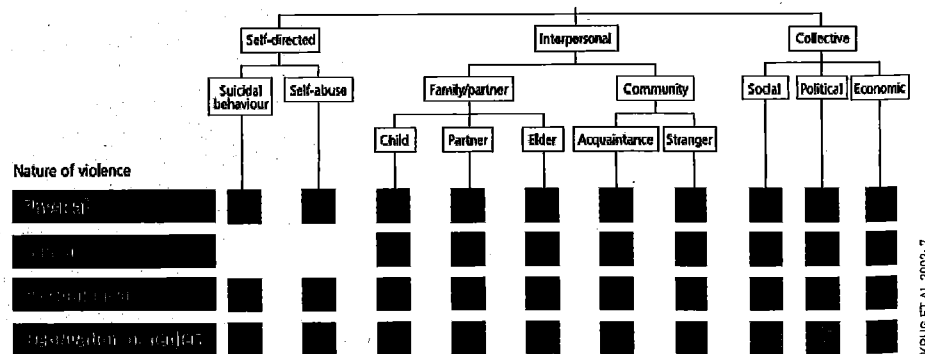 Self-directed
Interpersonal
Collective
Suicidal
behaviour
Self-abuse
Family/partner
Community
Social
Political
Economic
Child
Partner
Elder
Acquaintance
Stranger
Nature of violence
Physical
KRUG ET AL 2002: 7